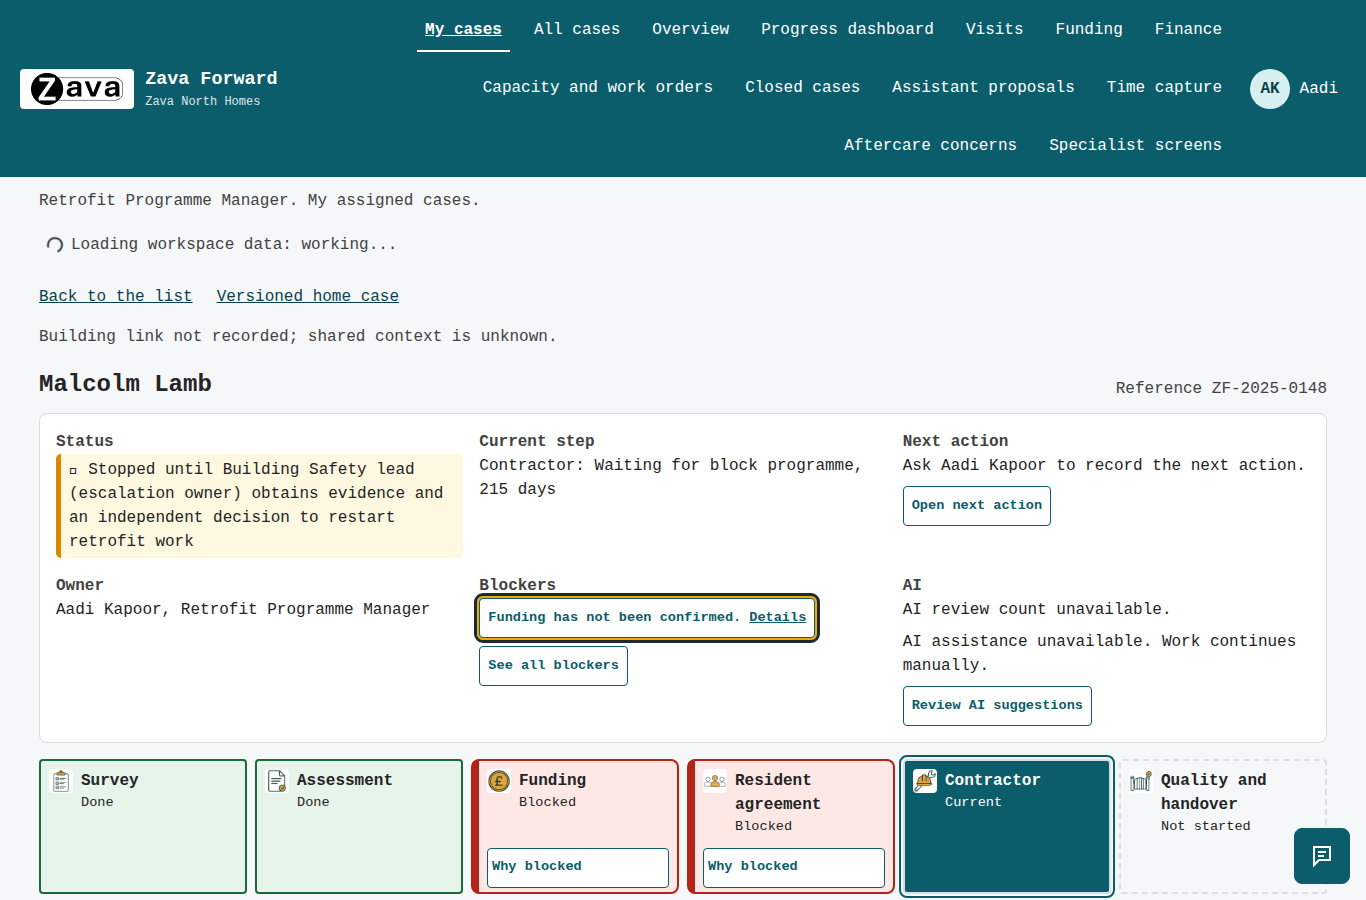 My cases All cases Overview Progress dashboard Visits Funding Finance
Zava
Zava Forward
Zava North Homes
Capacity and work orders Closed cases Assistant proposals Time capture
AK Aadi
Aftercare concerns Specialist screens
Retrofit Programme Manager. My assigned cases.
Loading workspace data: working...
Back to the list Versioned home case
Building link not recorded; shared context is unknown.
Malcolm Lamb
Reference ZF-2025-0148
Status
Stopped until Building Safety lead
(escalation owner) obtains evidence and
an independent decision to restart
retrofit work
Current step
Contractor: Waiting for block programme,
215 days
Next action
Ask Aadi Kapoor to record the next action.
Open next action
Owner
Aadi Kapoor, Retrofit Programme Manager
Blockers
Funding has not been confirmed. Details
See all blockers
AI
AI review count unavailable.
AI assistance unavailable. Work continues
manually.
Review AI suggestions
Survey
Done
Assessment
Done
Funding
Blocked
Why blocked
Resident
agreement
Blocked
Why blocked
Contractor
Current
Quality and
handover
Not started